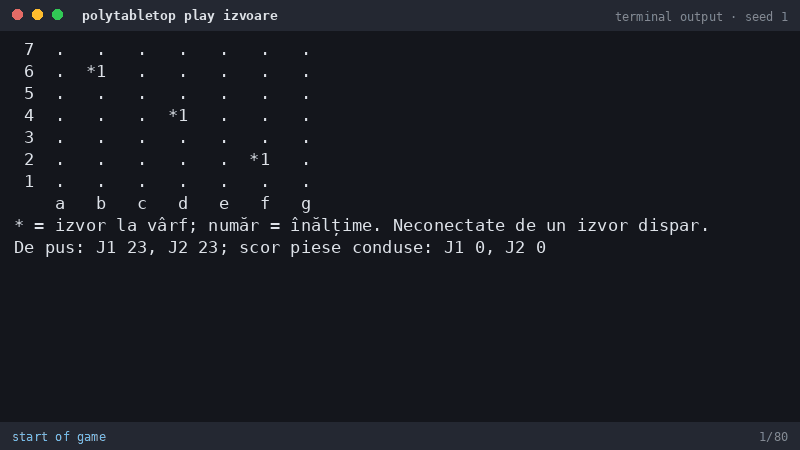 polytabletop play izvoare
terminal output · seed 1
7 . . . . . . .
6 . *1 . . . . .
5 . . . . . . .
4 . . . *1 . . .
3 . . . . . . .
2 . . . . . *1 .
1 . . . . . . .
a b c d e f g
* = izvor la vârf; număr = înălțime. Neconectate de un izvor dispar.
De pus: J1 23, J2 23; scor piese conduse: J1 0, J2 0
start of game
1/80